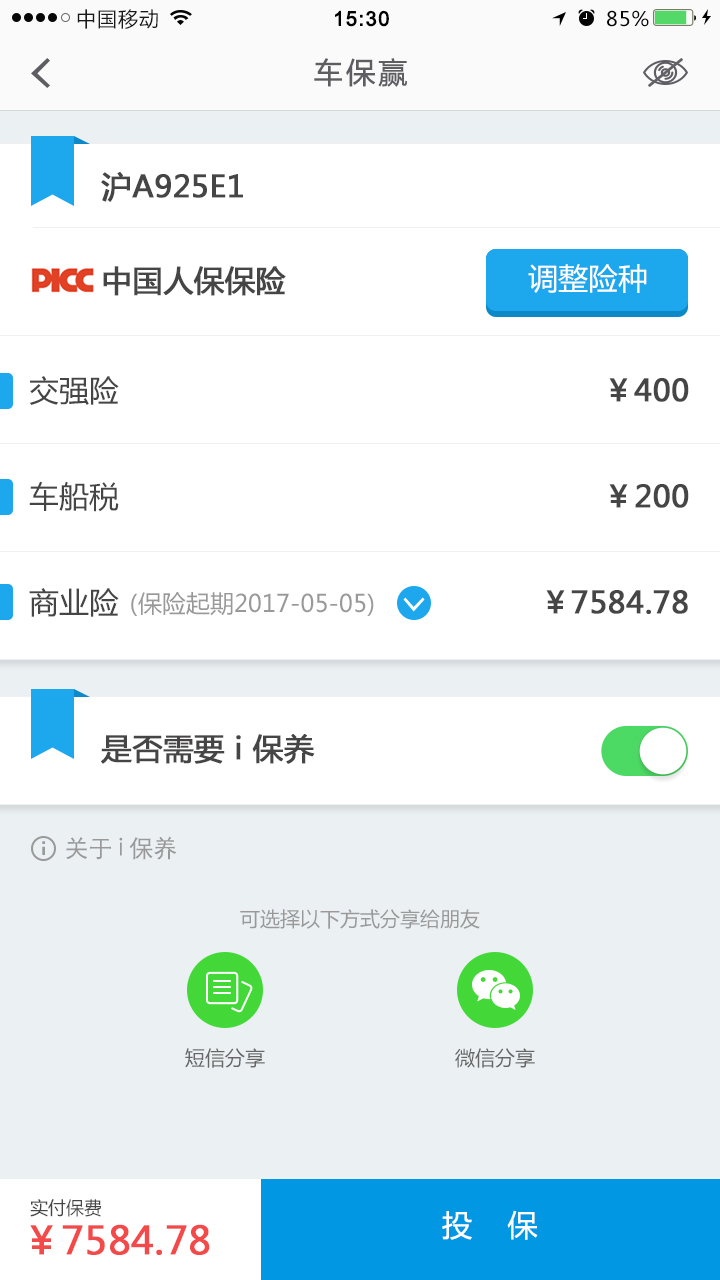 中国移动 15:30 85%
车保赢
沪A925E1
PICC 中国人保保险 调整险种
交强险 ¥400
车船税 ¥200
商业险 (保险起期2017-05-05) ¥7584.78
是否需要 i 保养
关于 i 保养
可选择以下方式分享给朋友
短信分享 微信分享
实付保费
¥7584.78
投 保